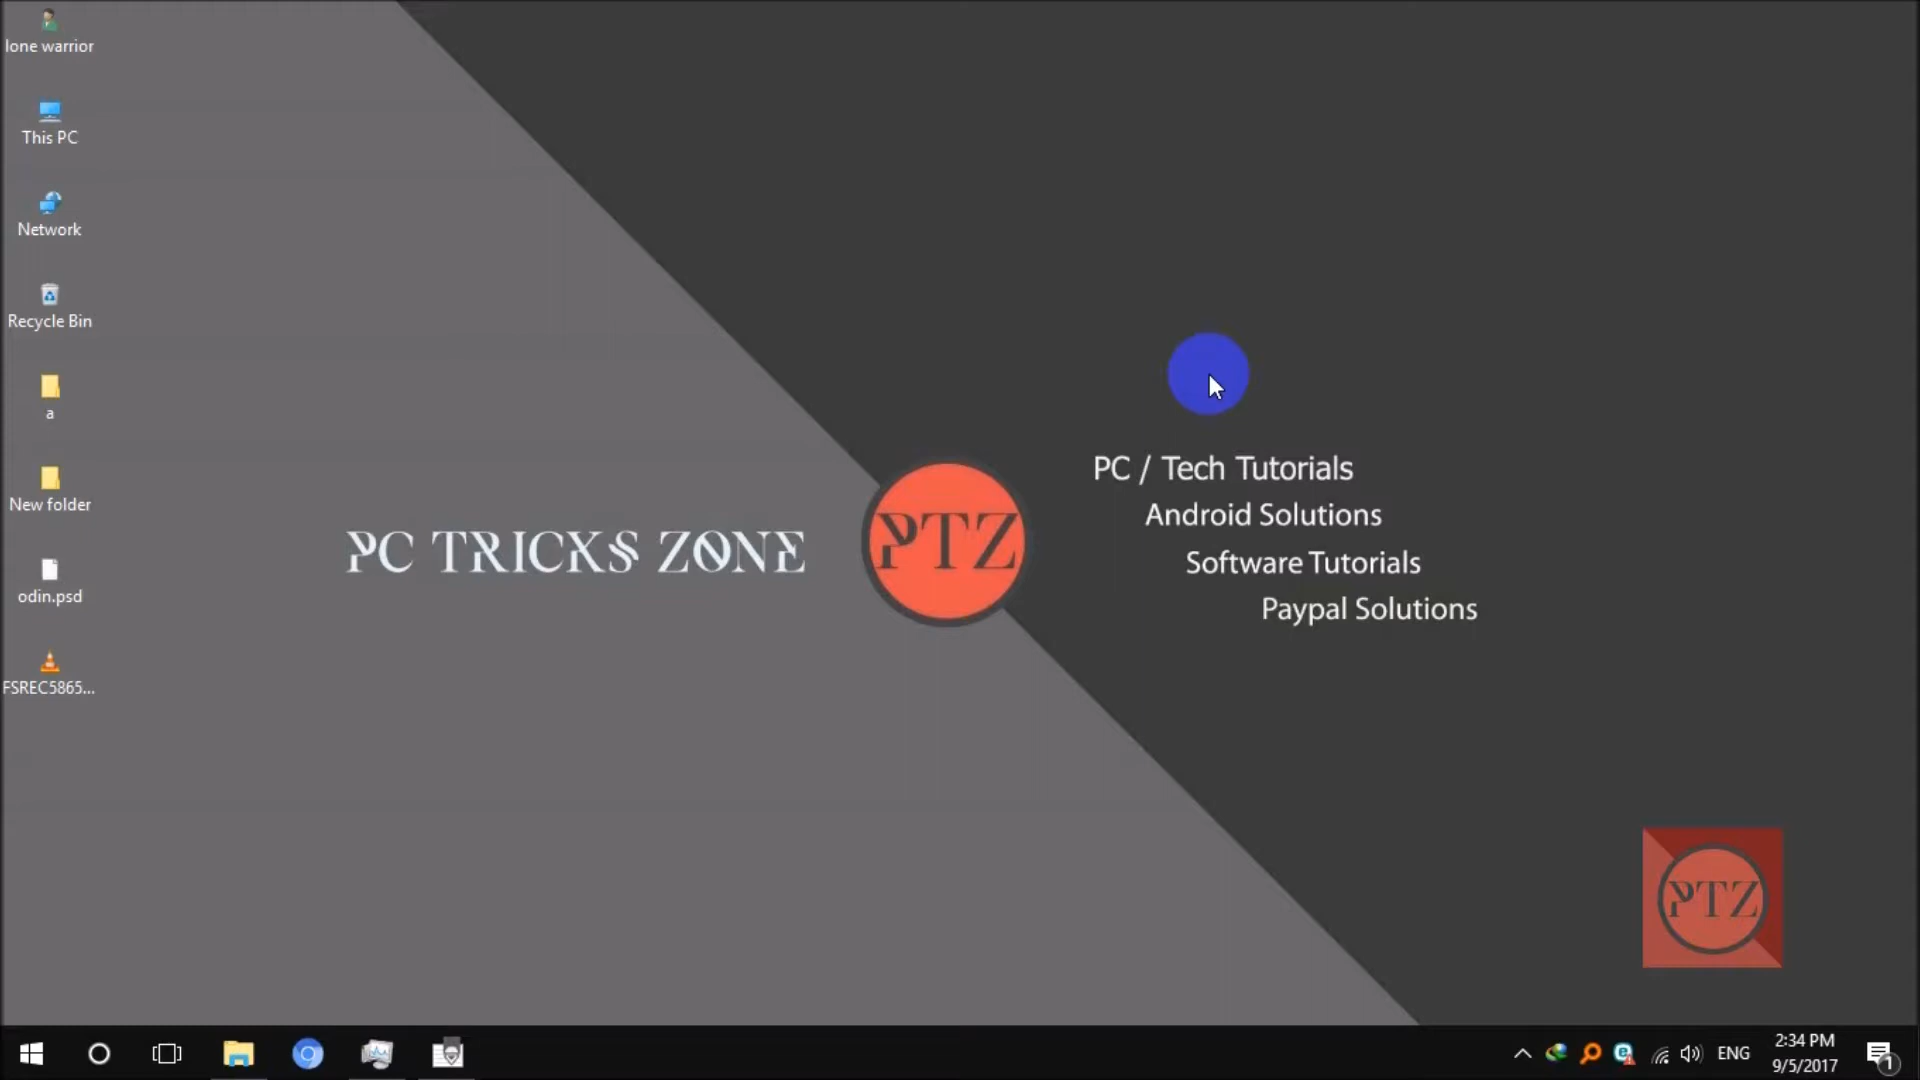 lone warrior
This PC
Network
Recycle Bin
a
New folder
odin.psd
FSREC5865...
PC TRICKS ZONE
PTZ
PC / Tech Tutorials
Android Solutions
Software Tutorials
Paypal Solutions
PTZ
ENG
2:34 PM
9/5/2017
1